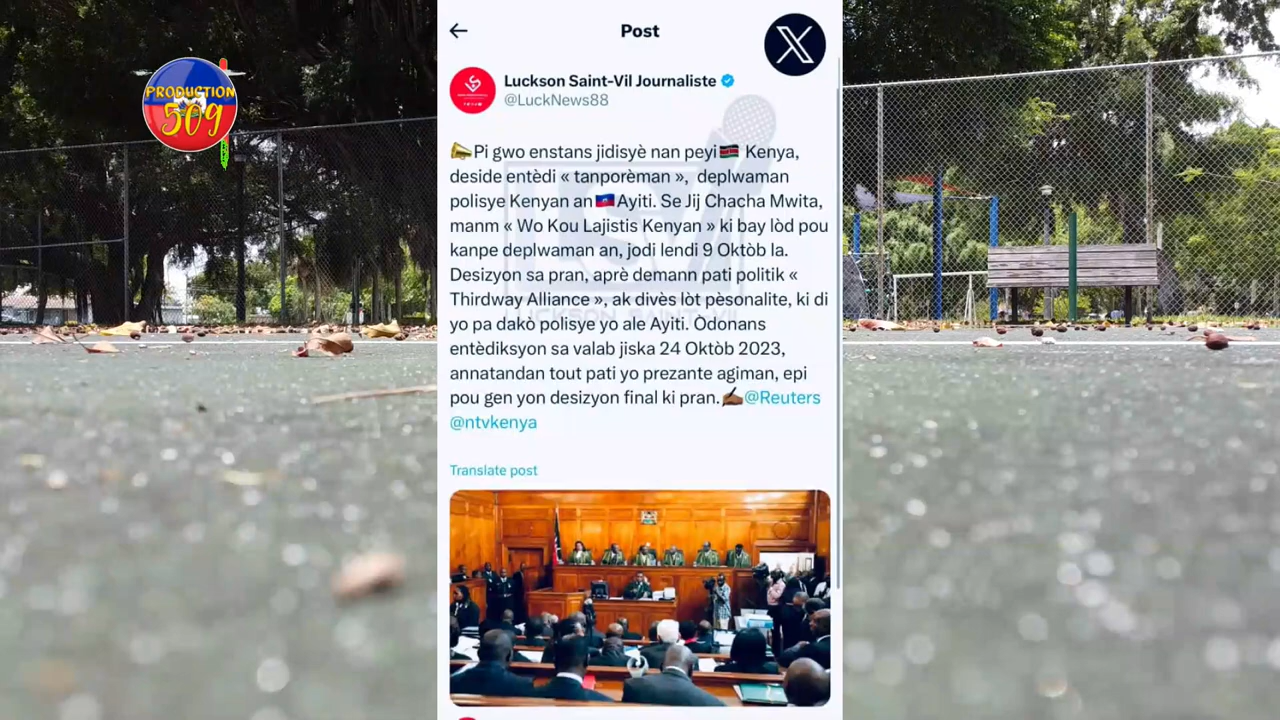 PRODUCTION
509
Post
Luckson Saint-Vil Journaliste
@LuckNews88
Pi gwo enstans jidisyè nan peyi Kenya,
deside entèdi « tanporèman », deplwaman
polisye Kenyan an Ayiti. Se Jij Chacha Mwita,
manm « Wo Kou Lajistis Kenyan » ki bay lòd pou
kanpe deplwaman an, jodi lendi 9 Oktòb la.
Desizyon sa pran, aprè demann pati politik «
Thirdway Alliance », ak divès lòt pèsonalite, ki di
yo pa dakò polisye yo ale Ayiti. Òdonans
entèdiksyon sa valab jiska 24 Oktòb 2023,
annatandan tout pati yo prezante agiman, epi
pou gen yon desizyon final ki pran. @Reuters
@ntvkenya
Translate post
LSV
LUCKSON SAINT-VIL